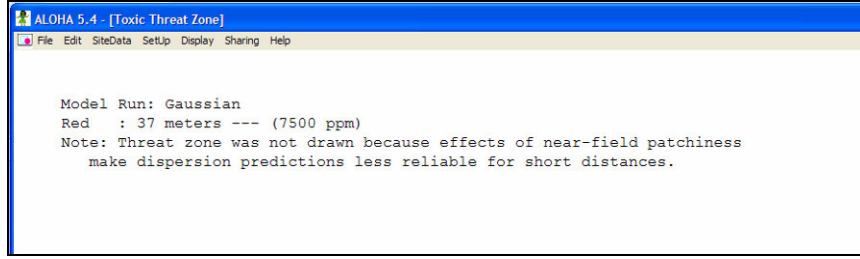 ALOHA 5.4 - [Toxic Threat Zone]
File Edit SiteData SetUp Display Sharing Help
Model Run: Gaussian
Red   : 37 meters --- (7500 ppm)
Note: Threat zone was not drawn because effects of near-field patchiness
make dispersion predictions less reliable for short distances.